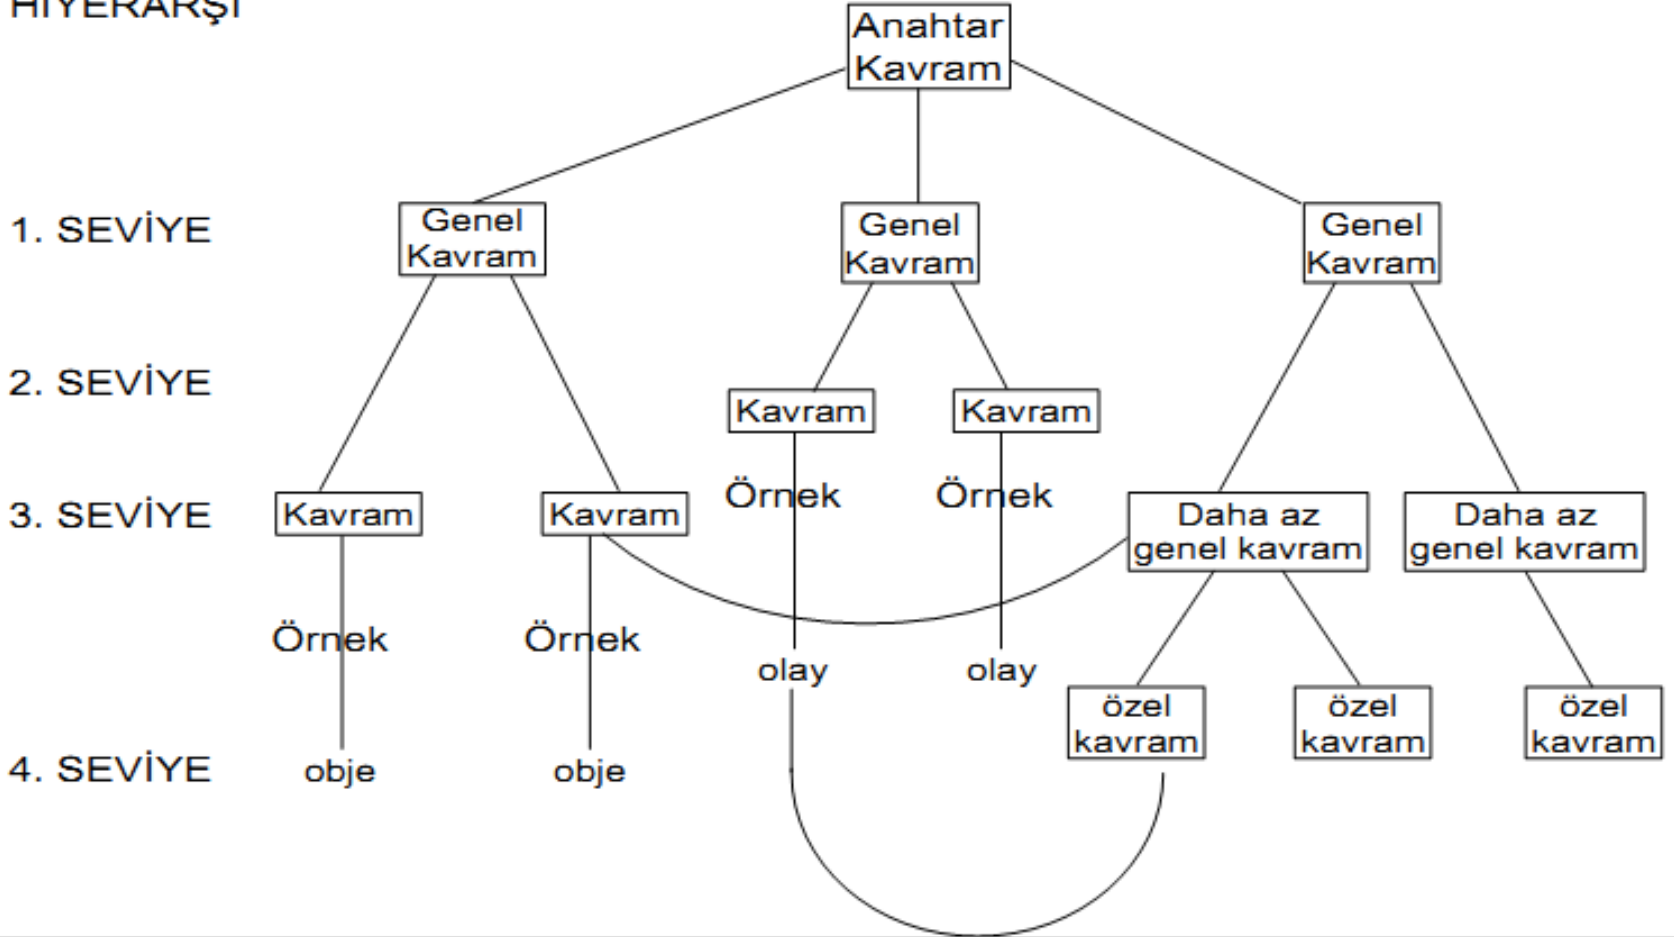 HİYERARŞİ
Anahtar
Kavram
1. SEVİYE
Genel
Kavram
Genel
Kavram
Genel
Kavram
2. SEVİYE
Kavram
Kavram
Örnek
Örnek
3. SEVİYE
Kavram
Kavram
Daha az
genel kavram
Daha az
genel kavram
Örnek
Örnek
olay
olay
özel
kavram
özel
kavram
özel
kavram
4. SEVİYE
obje
obje